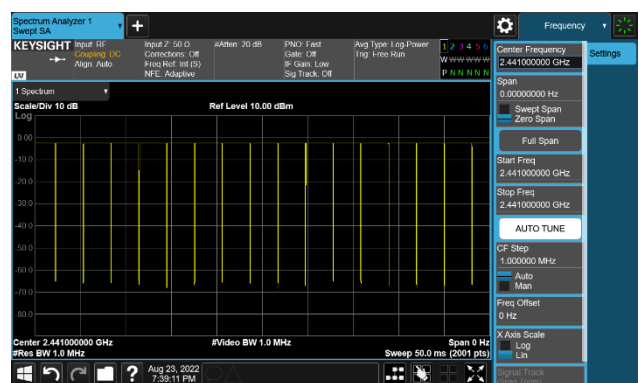 Spectrum Analyzer 1
Swept SA
Frequency
KEYSIGHT
Input: RF
Coupling: DC
Align: Auto
Input Z: 50 Ω
Corrections: Off
Freq Ref: Int (S)
NFE: Adaptive
#Atten: 20 dB
PNO: Fast
Gate: Off
IF Gain: Low
Sig Track: Off
Avg Type: Log-Power
Trig: Free Run
1 2 3 4 5 6
W W W W W W
P N N N N N
LXI
Center Frequency
2.441000000 GHz
Settings
Span
0.00000000 Hz
Swept Span
Zero Span
Full Span
Start Freq
2.441000000 GHz
Stop Freq
2.441000000 GHz
AUTO TUNE
CF Step
1.000000 MHz
Auto
Man
Freq Offset
0 Hz
X Axis Scale
Log
Lin
Signal Track
(Span Zoom)
1 Spectrum
Scale/Div 10 dB
Ref Level 10.00 dBm
Log
0.00
-10.0
-20.0
-30.0
-40.0
-50.0
-60.0
-70.0
-80.0
Center 2.441000000 GHz
#Video BW 1.0 MHz
Span 0 Hz
#Res BW 1.0 MHz
Sweep 50.0 ms (2001 pts)
?
Aug 23, 2022
7:39:11 PM